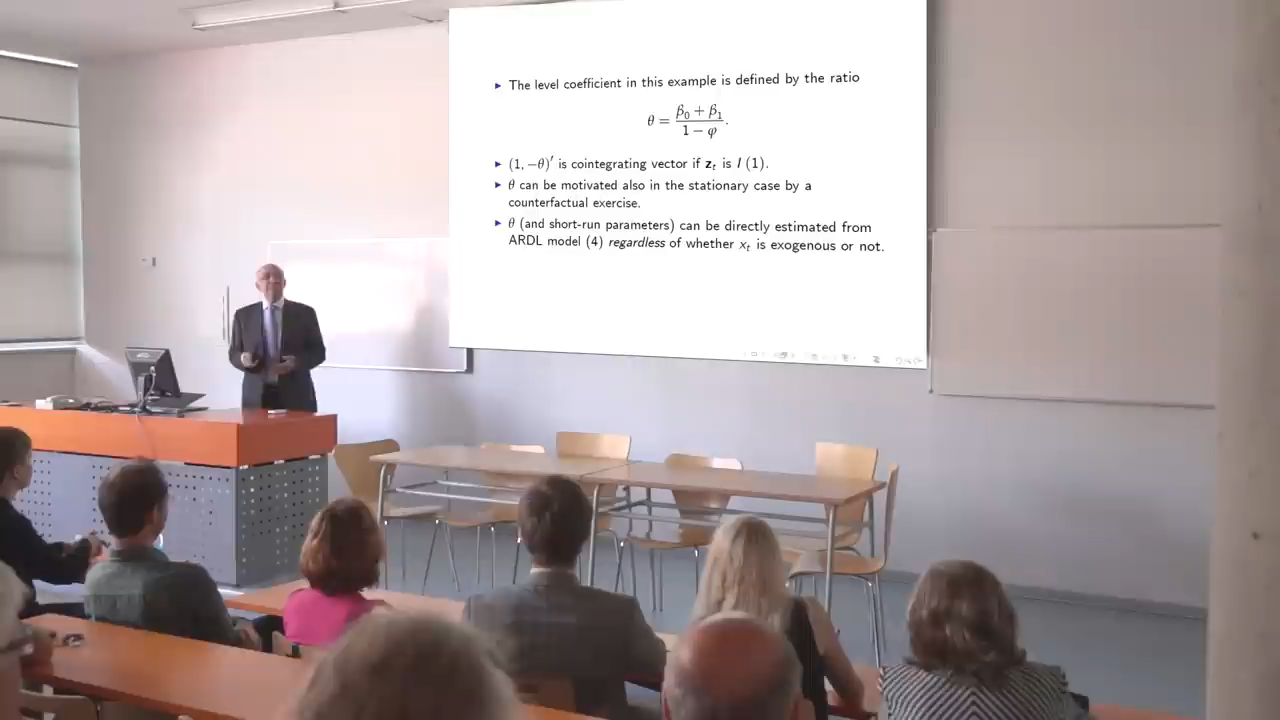 ▶ The level coefficient in this example is defined by the ratio
θ = (β₀ + β₁) / (1 − φ).
▶ (1, −θ)′ is cointegrating vector if zₜ is I (1).
▶ θ can be motivated also in the stationary case by a
counterfactual exercise.
▶ θ (and short-run parameters) can be directly estimated from
ARDL model (4) regardless of whether xₜ is exogenous or not.